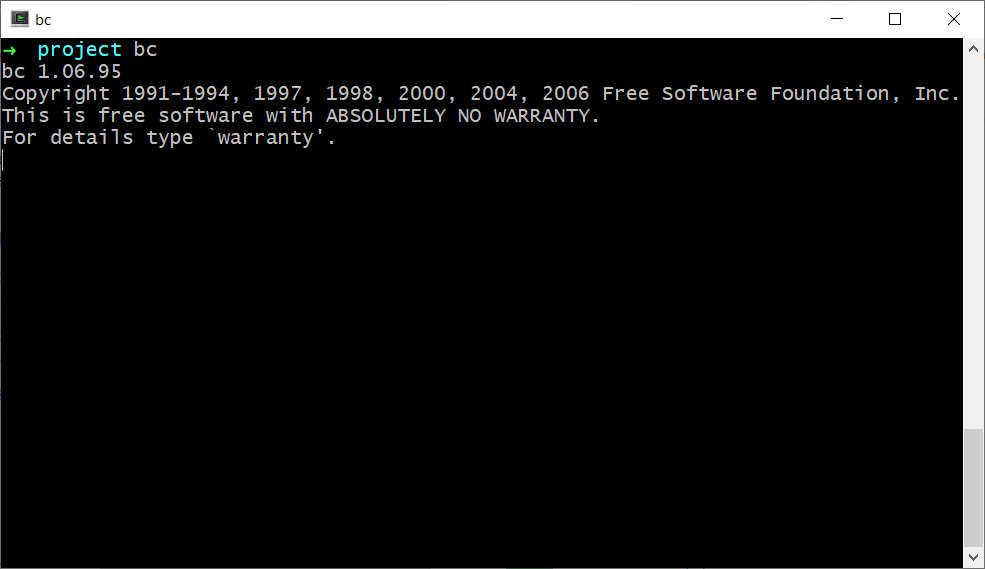 bc
→ project bc
bc 1.06.95
Copyright 1991-1994, 1997, 1998, 2000, 2004, 2006 Free Software Foundation, Inc.
This is free software with ABSOLUTELY NO WARRANTY.
For details type `warranty'.